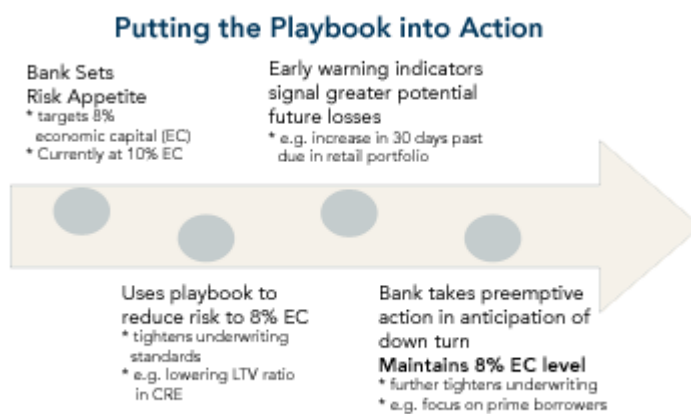 Putting the Playbook into Action
Bank Sets
Risk Appetite
* targets 8%
economic capital (EC)
* Currently at 10% EC
Early warning indicators
signal greater potential
future losses
* e.g. increase in 30 days past
due in retail portfolio
Uses playbook to
reduce risk to 8% EC
* tightens underwriting
standards
* e.g. lowering LTV ratio
in CRE
Bank takes preemptive
action in anticipation of
down turn
Maintains 8% EC level
* further tightens underwriting
* e.g. focus on prime borrowers